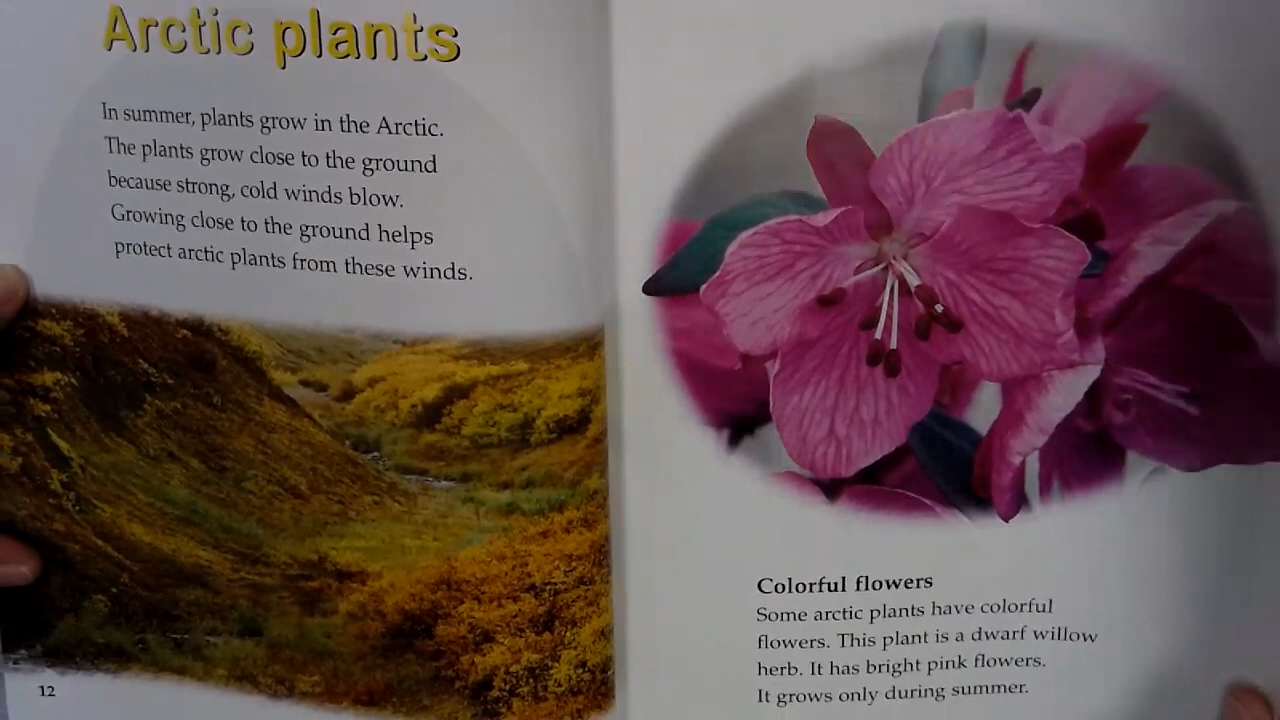 Arctic plants
In summer, plants grow in the Arctic.
The plants grow close to the ground
because strong, cold winds blow.
Growing close to the ground helps
protect arctic plants from these winds.
12
Colorful flowers
Some arctic plants have colorful
flowers. This plant is a dwarf willow
herb. It has bright pink flowers.
It grows only during summer.